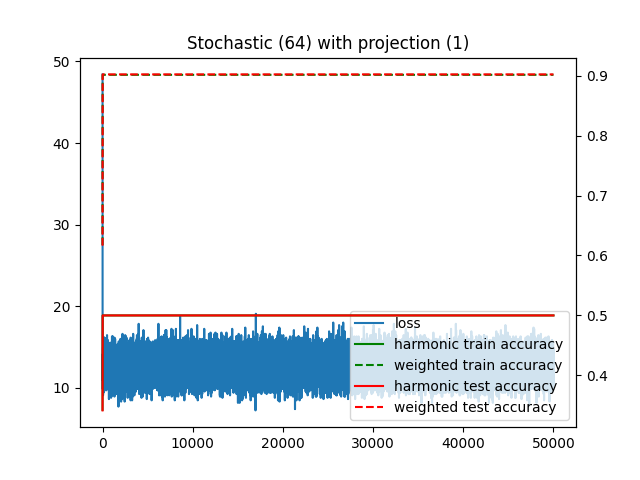 Stochastic (64) with projection (1)
50
40
30
20
10
0.9
0.8
0.7
0.6
0.5
0.4
loss
harmonic train accuracy
weighted train accuracy
harmonic test accuracy
weighted test accuracy
0 10000 20000 30000 40000 50000